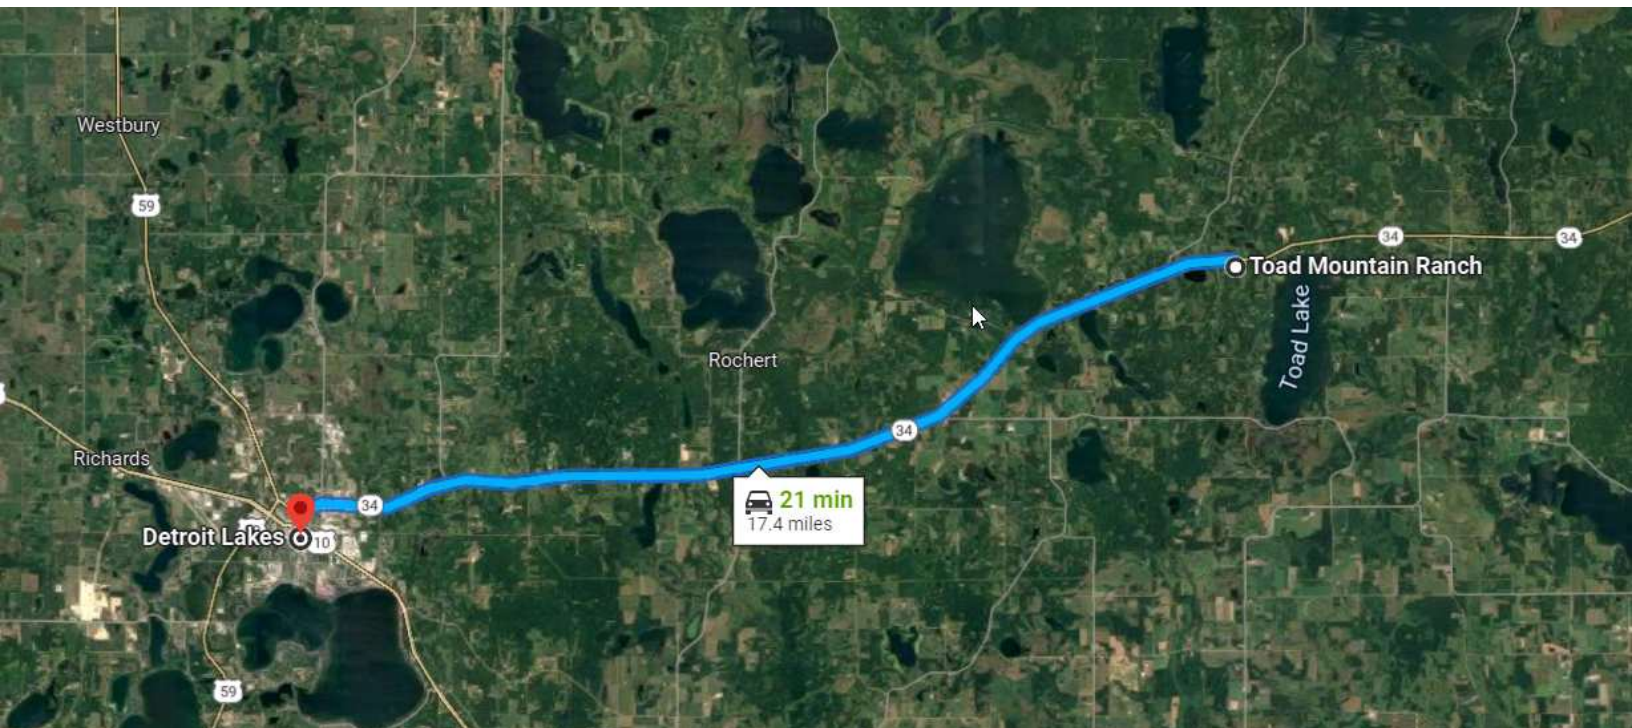 Westbury
59
34
34
Toad Mountain Ranch
Toad Lake
Rochert
34
Richards
21 min
17.4 miles
34
Detroit Lakes
10
59